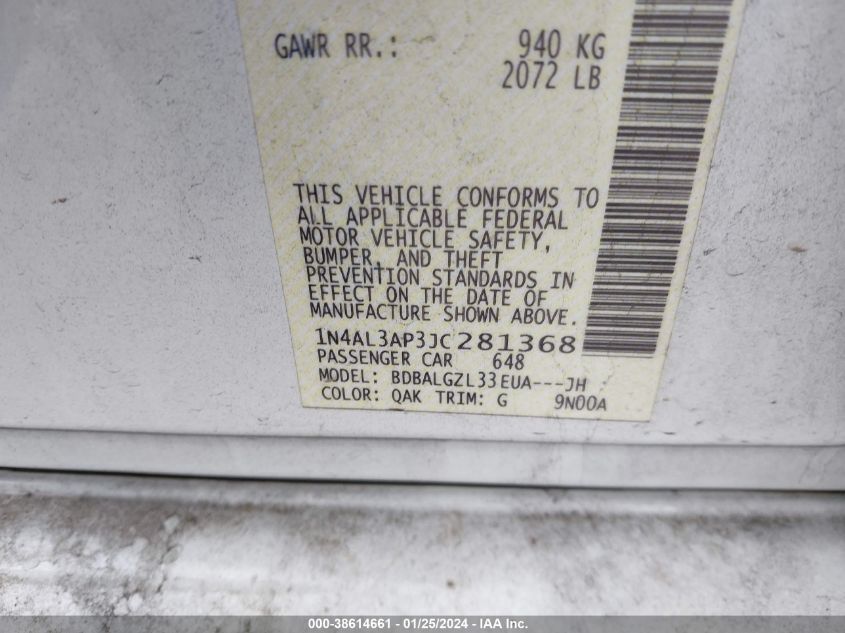 GAWR RR.: 940 KG
2072 LB
THIS VEHICLE CONFORMS TO
ALL APPLICABLE FEDERAL
MOTOR VEHICLE SAFETY,
BUMPER, AND THEFT
PREVENTION STANDARDS IN
EFFECT ON THE DATE OF
MANUFACTURE SHOWN ABOVE.
1N4AL3AP3JC281368
PASSENGER CAR 648
MODEL: BDBALGZL33EUA---JH
COLOR: QAK TRIM: G 9N00A
000-38614661 - 01/25/2024 - IAA Inc.